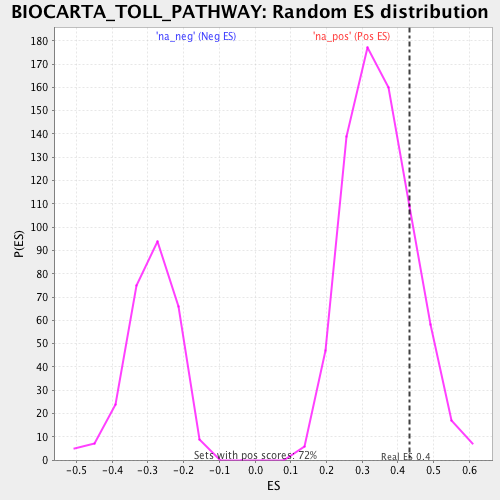 BIOCARTA_TOLL_PATHWAY: Random ES distribution
'na_neg' (Neg ES)
'na_pos' (Pos ES)
180
170
160
150
140
130
120
110
100
90
80
70
60
50
40
30
20
10
0
P(ES)
Sets with pos scores: 72%
Real ES 0.4
-0.5 -0.4 -0.3 -0.2 -0.1 0.0 0.1 0.2 0.3 0.4 0.5 0.6
ES